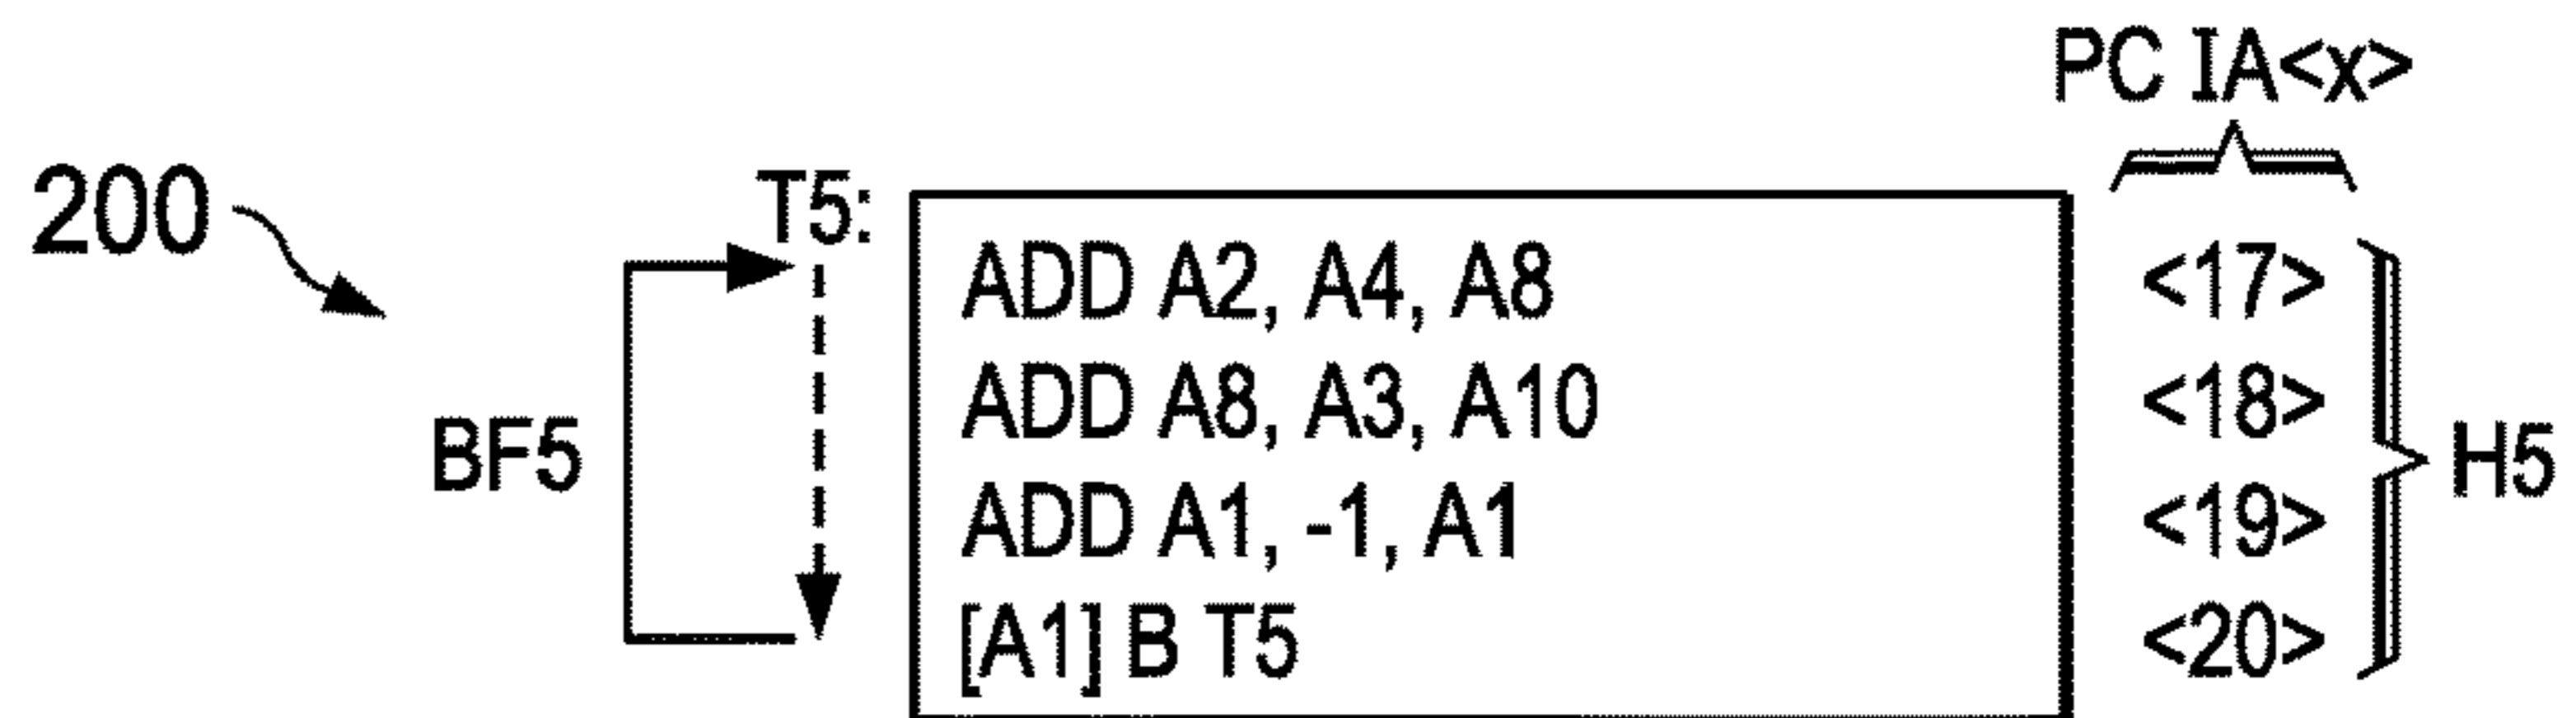 PC IA<x>
200
T5:
ADD A2, A4, A8 <17>
ADD A8, A3, A10 <18>
BF5
H5
ADD A1, -1, A1 <19>
[A1] B T5 <20>